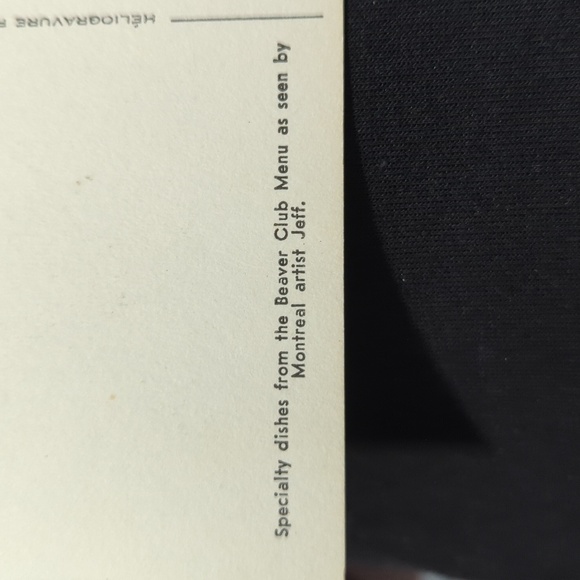 Specialty dishes from the Beaver Club Menu as seen by
Montreal artist Jeff.
HÉLIOGRAVURE